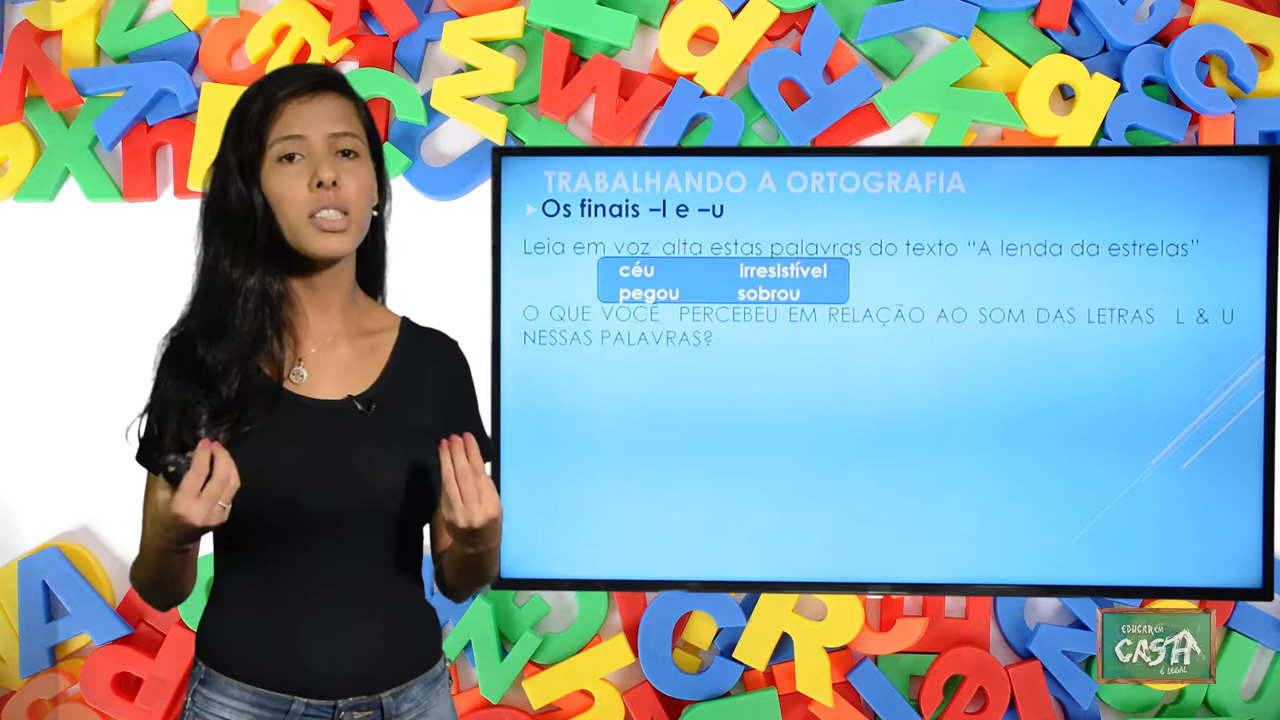 TRABALHANDO A ORTOGRAFIA
Os finais –l e –u
Leia em voz alta estas palavras do texto “A lenda da estrelas”
céu irresistível
pegou sobrou
O QUE VOCÊ PERCEBEU EM RELAÇÃO AO SOM DAS LETRAS L & U
NESSAS PALAVRAS?
EDUCAR EM
CASA
É LEGAL